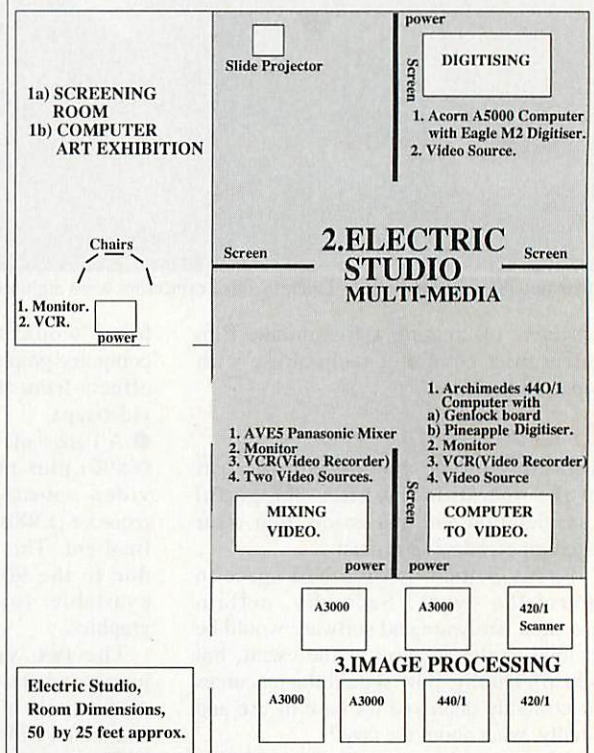 1a) SCREENING
ROOM
1b) COMPUTER
ART EXHIBITION
Chairs
1. Monitor.
2. VCR.
power
Slide Projector
power
Screen
DIGITISING
1. Acorn A5000 Computer
with Eagle M2 Digitiser.
2. Video Source.
Screen
2.ELECTRIC
STUDIO
MULTI-MEDIA
Screen
1. AVE5 Panasonic Mixer
2. Monitor
3. VCR(Video Recorder)
4. Two Video Sources.
MIXING
VIDEO.
power
Screen
1. Archimedes 44O/1
Computer with
a) Genlock board
b) Pineapple Digitiser.
2. Monitor
3. VCR(Video Recorder)
4. Video Source
COMPUTER
TO VIDEO.
power
A3000 A3000 420/1
Scanner
3.IMAGE PROCESSING
A3000 A3000 440/1 420/1
Electric Studio,
Room Dimensions,
50 by 25 feet approx.